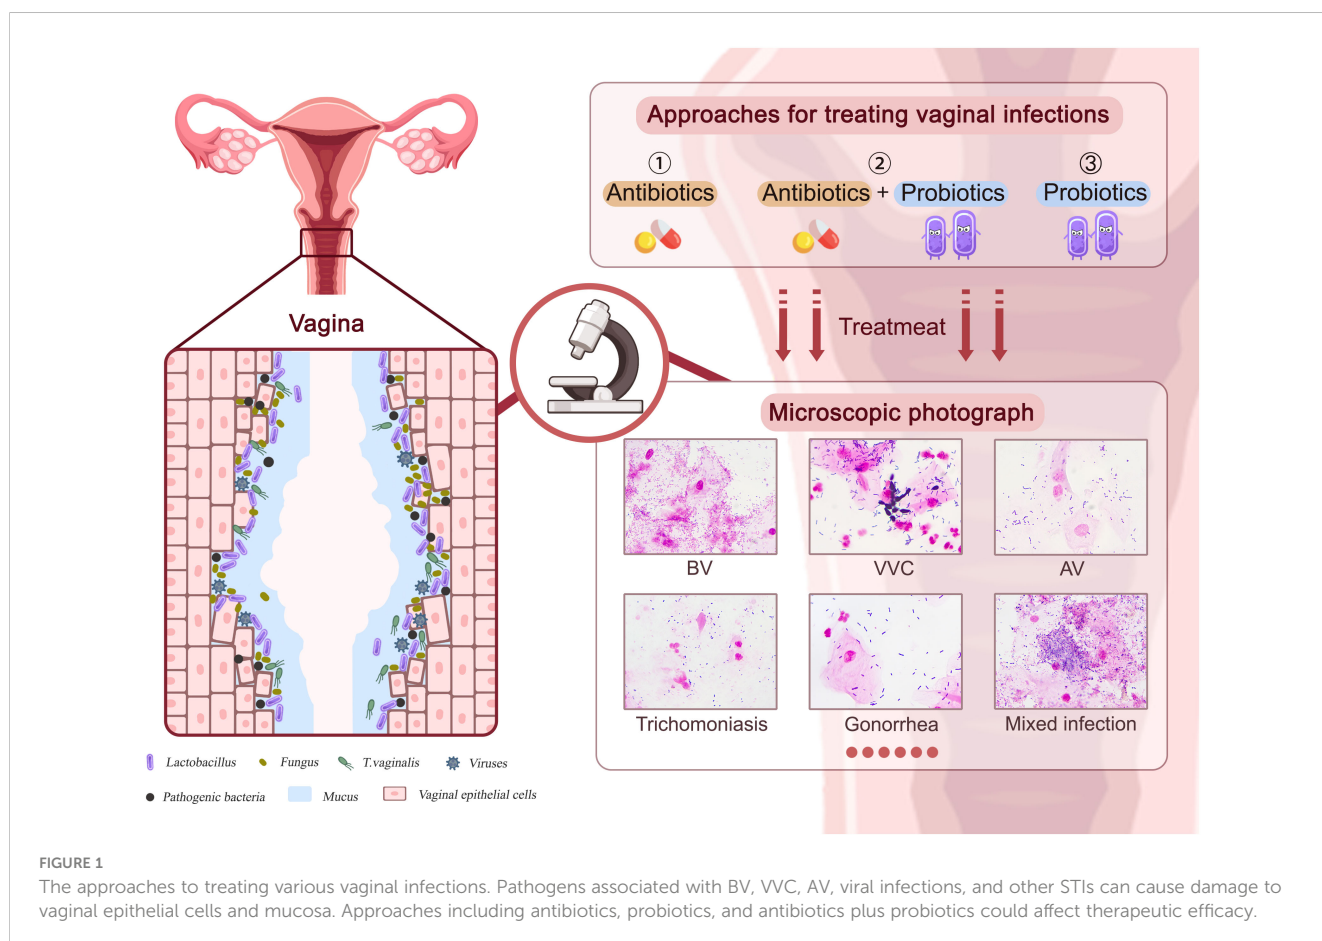 Approaches for treating vaginal infections
① ② ③
Antibiotics Antibiotics + Probiotics Probiotics
Vagina
Treatmeat
Microscopic photograph
BV VVC AV
Trichomoniasis Gonorrhea Mixed infection
Lactobacillus Fungus T.vaginalis Viruses
Pathogenic bacteria Mucus Vaginal epithelial cells
FIGURE 1
The approaches to treating various vaginal infections. Pathogens associated with BV, VVC, AV, viral infections, and other STIs can cause damage to
vaginal epithelial cells and mucosa. Approaches including antibiotics, probiotics, and antibiotics plus probiotics could affect therapeutic efficacy.